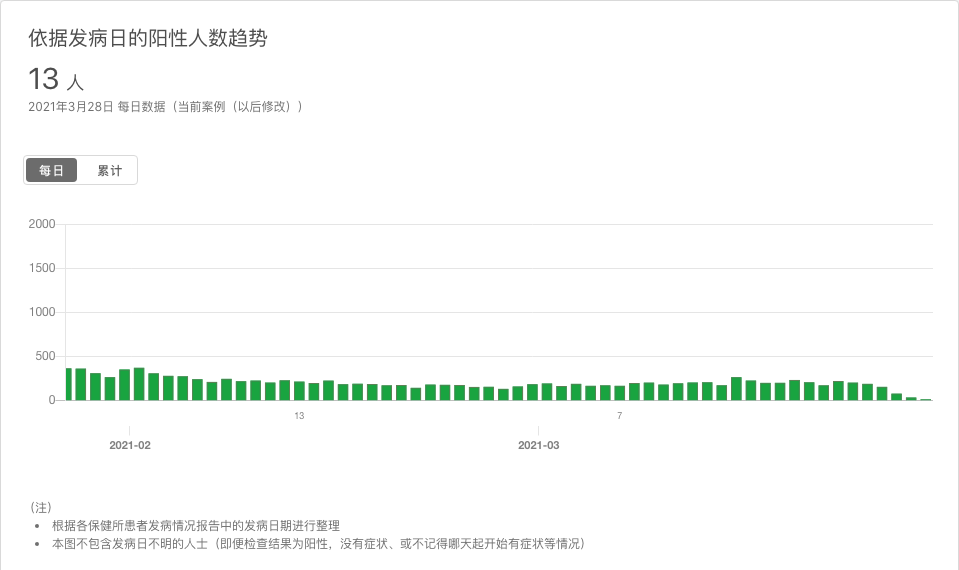 依据发病日的阳性人数趋势
13 人
2021年3月28日 每日数据（当前案例（以后修改））
每日 累计
2000
1500
1000
500
0
13 7
2021-02 2021-03
（注）
• 根据各保健所患者发病情况报告中的发病日期进行整理
• 本图不包含发病日不明的人士（即便检查结果为阳性，没有症状、或不记得哪天起开始有症状等情况）